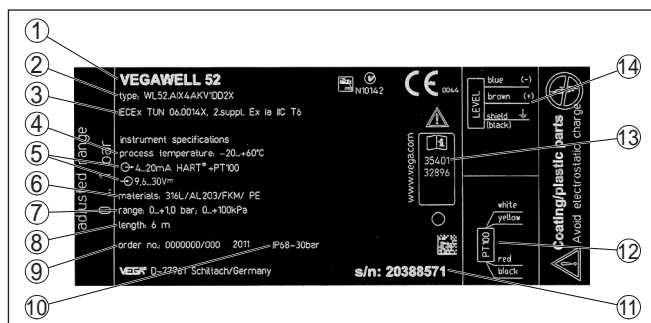 1
2
3
4
5
6
7
8
9
10
11
12
13
14
adjusted range
bar
VEGAWELL 52
type: WL52.AIX4AKV1DD2X
IECEx TUN 06.0014X, 2.suppl. Ex ia IIC T6
instrument specifications
process temperature: -20...+60°C
4...20mA HART® +PT100
9,6...30V
materials: 316L/AL203/FKM/ PE
range: 0...+1,0 bar; 0...+100kPa
length: 6 m
order no.: 0000000/000 2011 IP68-30bar
VEGA® D-77761 Schiltach/Germany
s/n: 20388571
N10142
CE 0044
www.vega.com
35401
32896
LEVEL
blue (-)
brown (+)
shield
(black)
white
yellow
PT100
red
black
Coating/plastic parts
Avoid electrostatic charge